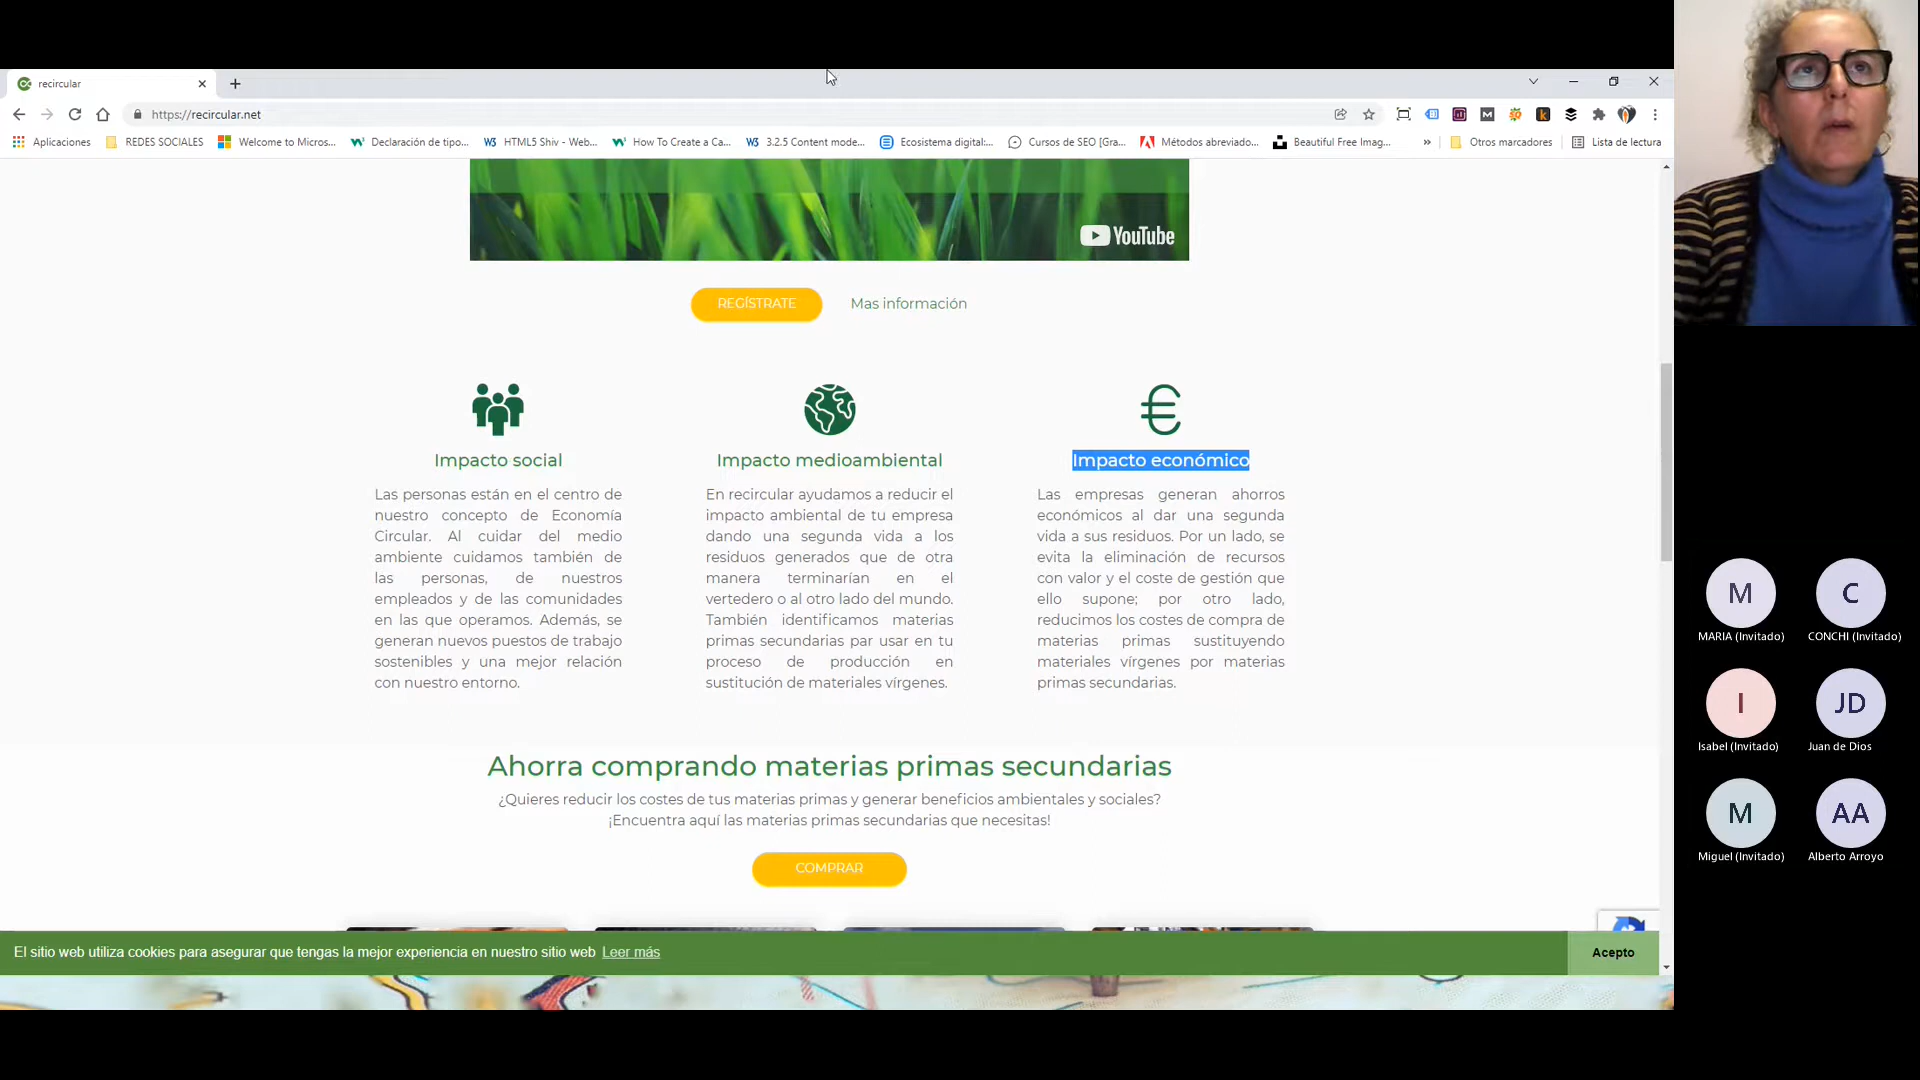 recircular
https://recircular.net
Aplicaciones
REDES SOCIALES
Welcome to Micros...
Declaración de tipo...
HTML5 Shiv - Web...
How To Create a Ca...
3.2.5 Content mode...
Ecosistema digital:...
Cursos de SEO [Gra...
Métodos abreviado...
Beautiful Free Imag...
»
Otros marcadores
Lista de lectura
YouTube
REGÍSTRATE
Mas información
Impacto social
Las personas están en el centro de
nuestro concepto de Economía
Circular. Al cuidar del medio
ambiente cuidamos también de
las personas, de nuestros
empleados y de las comunidades
en las que operamos. Además, se
generan nuevos puestos de trabajo
sostenibles y una mejor relación
con nuestro entorno.
Impacto medioambiental
En recircular ayudamos a reducir el
impacto ambiental de tu empresa
dando una segunda vida a los
residuos generados que de otra
manera terminarían en el
vertedero o al otro lado del mundo.
También identificamos materias
primas secundarias par usar en tu
proceso de producción en
sustitución de materiales vírgenes.
€
Impacto económico
Las empresas generan ahorros
económicos al dar una segunda
vida a sus residuos. Por un lado, se
evita la eliminación de recursos
con valor y el coste de gestión que
ello supone; por otro lado,
reducimos los costes de compra de
materias primas sustituyendo
materiales vírgenes por materias
primas secundarias.
Ahorra comprando materias primas secundarias
¿Quieres reducir los costes de tus materias primas y generar beneficios ambientales y sociales?
¡Encuentra aquí las materias primas secundarias que necesitas!
COMPRAR
El sitio web utiliza cookies para asegurar que tengas la mejor experiencia en nuestro sitio web Leer más
Acepto
M
MARIA (Invitado)
C
CONCHI (Invitado)
I
Isabel (Invitado)
JD
Juan de Dios
M
Miguel (Invitado)
AA
Alberto Arroyo